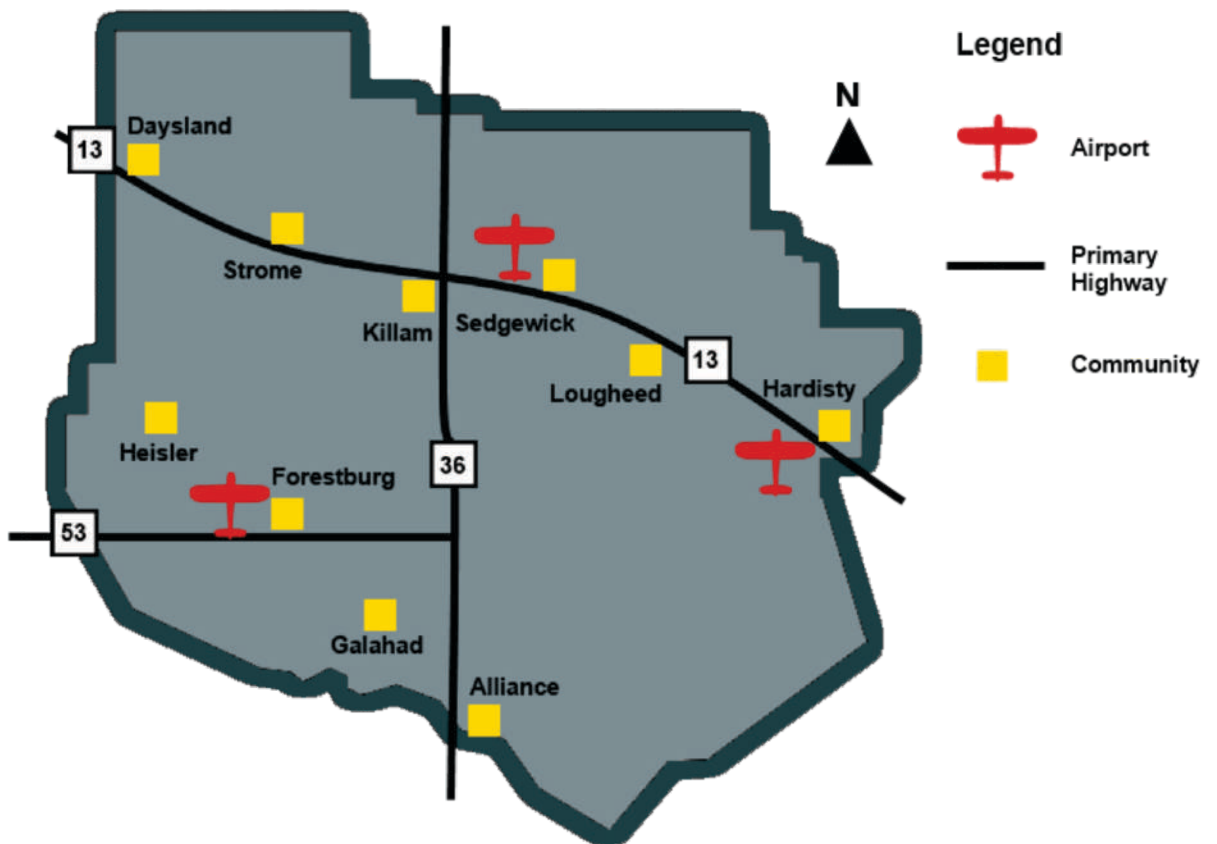 Legend
N
Airport
Primary
Highway
Community
Daysland
13
Strome
Killam
Sedgewick
Lougheed
13
Hardisty
Heisler
Forestburg
36
53
Galahad
Alliance